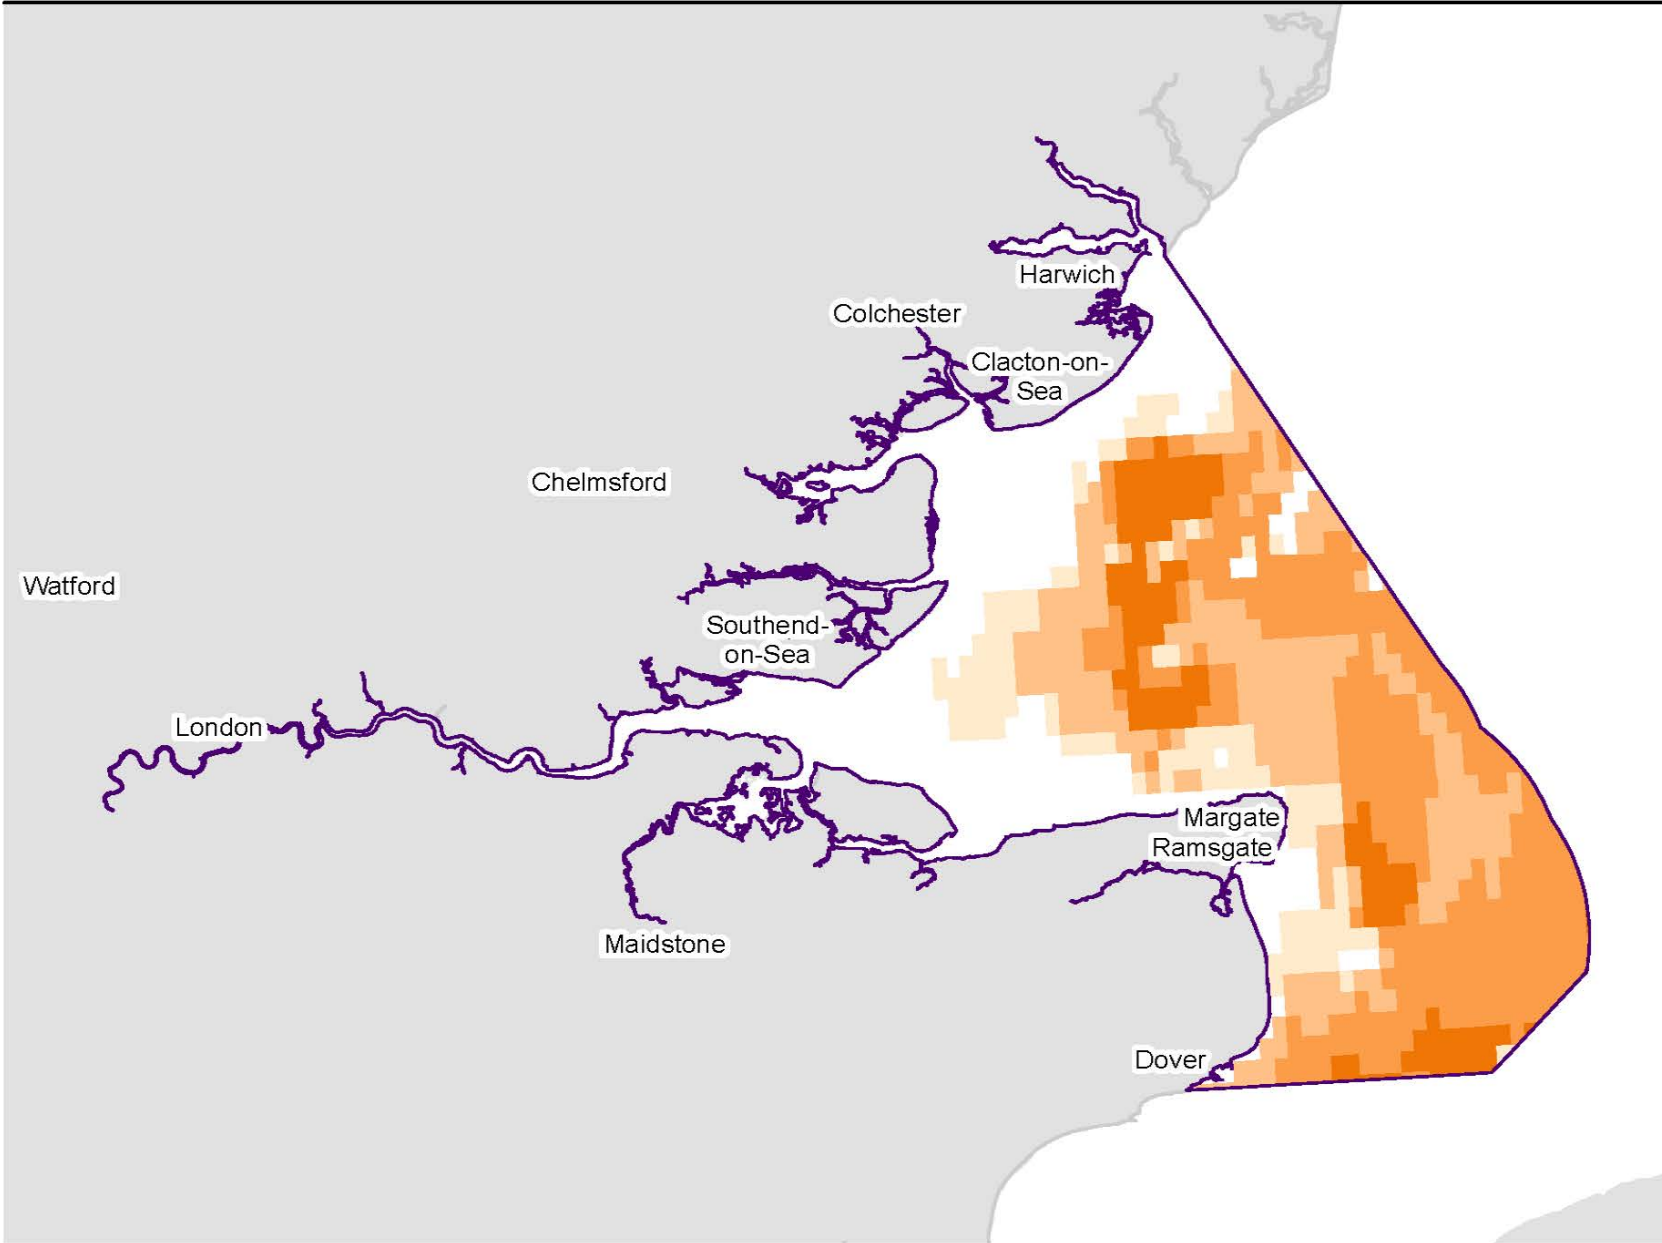 Harwich
Colchester
Clacton-on-
Sea
Chelmsford
Watford
Southend-
on-Sea
London
Margate
Ramsgate
Maidstone
Dover